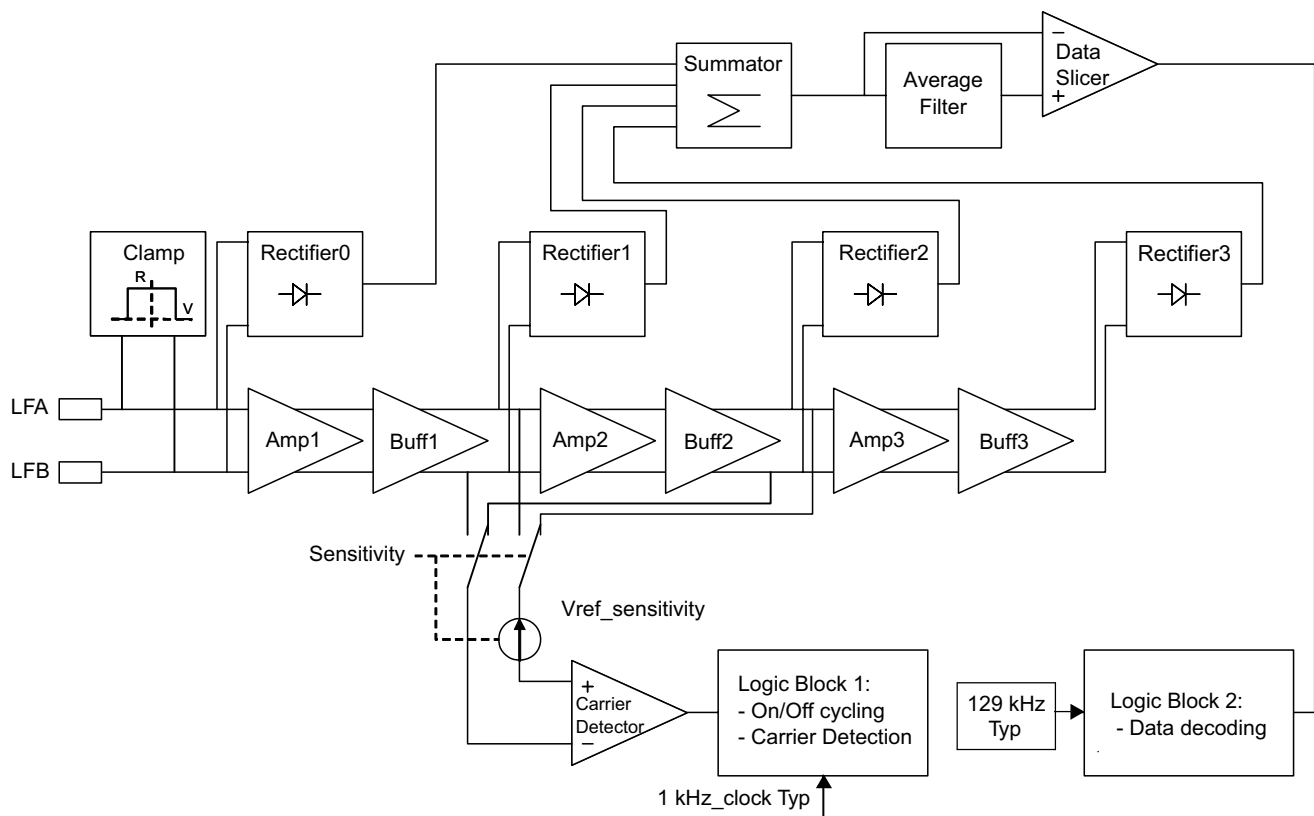 Summator
Average
Filter
−
Data
Slicer
+
Clamp
R
V
Rectifier0
Rectifier1
Rectifier2
Rectifier3
LFA
LFB
Amp1
Buff1
Amp2
Buff2
Amp3
Buff3
Sensitivity
Vref_sensitivity
+
Carrier
Detector
−
Logic Block 1:
- On/Off cycling
- Carrier Detection
129 kHz
Typ
Logic Block 2:
- Data decoding
1 kHz_clock Typ